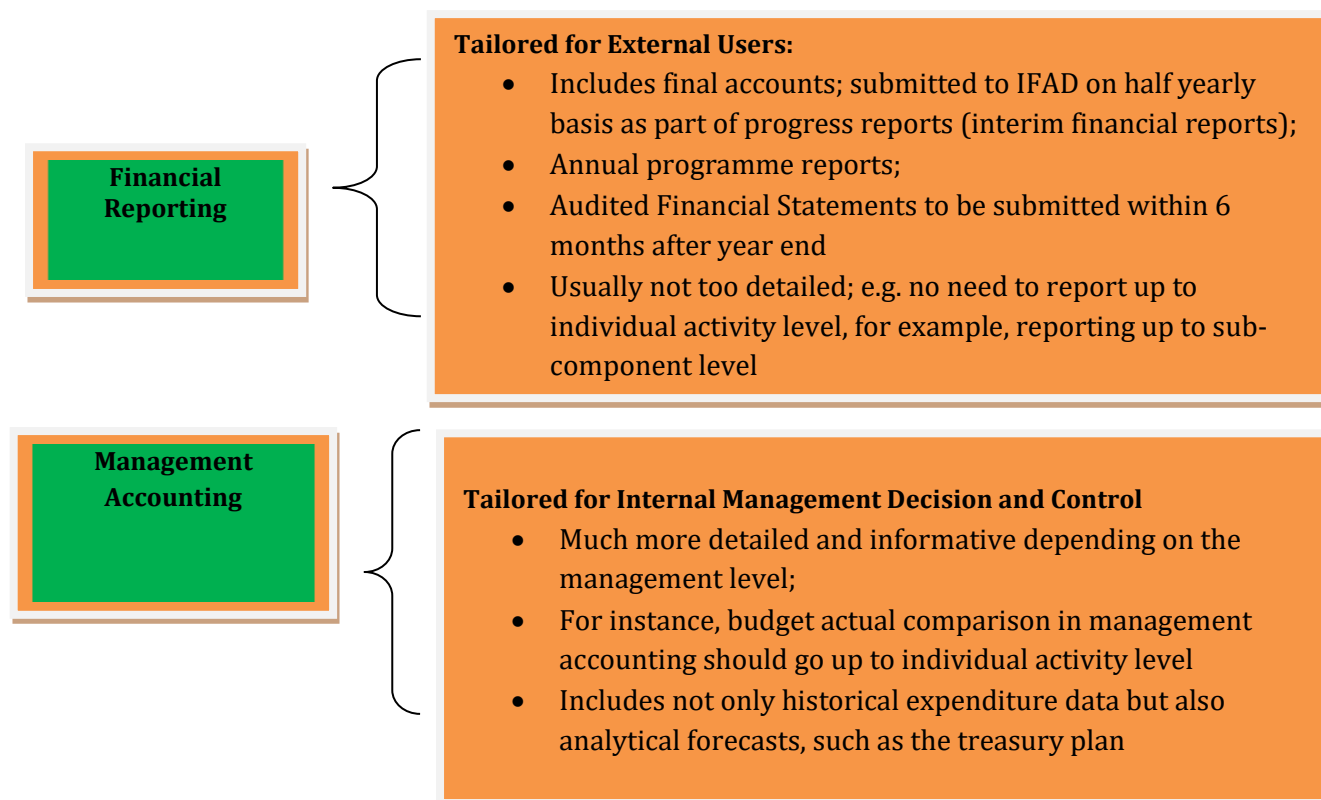 Financial
Reporting
Tailored for External Users:
• Includes final accounts; submitted to IFAD on half yearly
basis as part of progress reports (interim financial reports);
• Annual programme reports;
• Audited Financial Statements to be submitted within 6
months after year end
• Usually not too detailed; e.g. no need to report up to
individual activity level, for example, reporting up to sub-
component level
Management
Accounting
Tailored for Internal Management Decision and Control
• Much more detailed and informative depending on the
management level;
• For instance, budget actual comparison in management
accounting should go up to individual activity level
• Includes not only historical expenditure data but also
analytical forecasts, such as the treasury plan